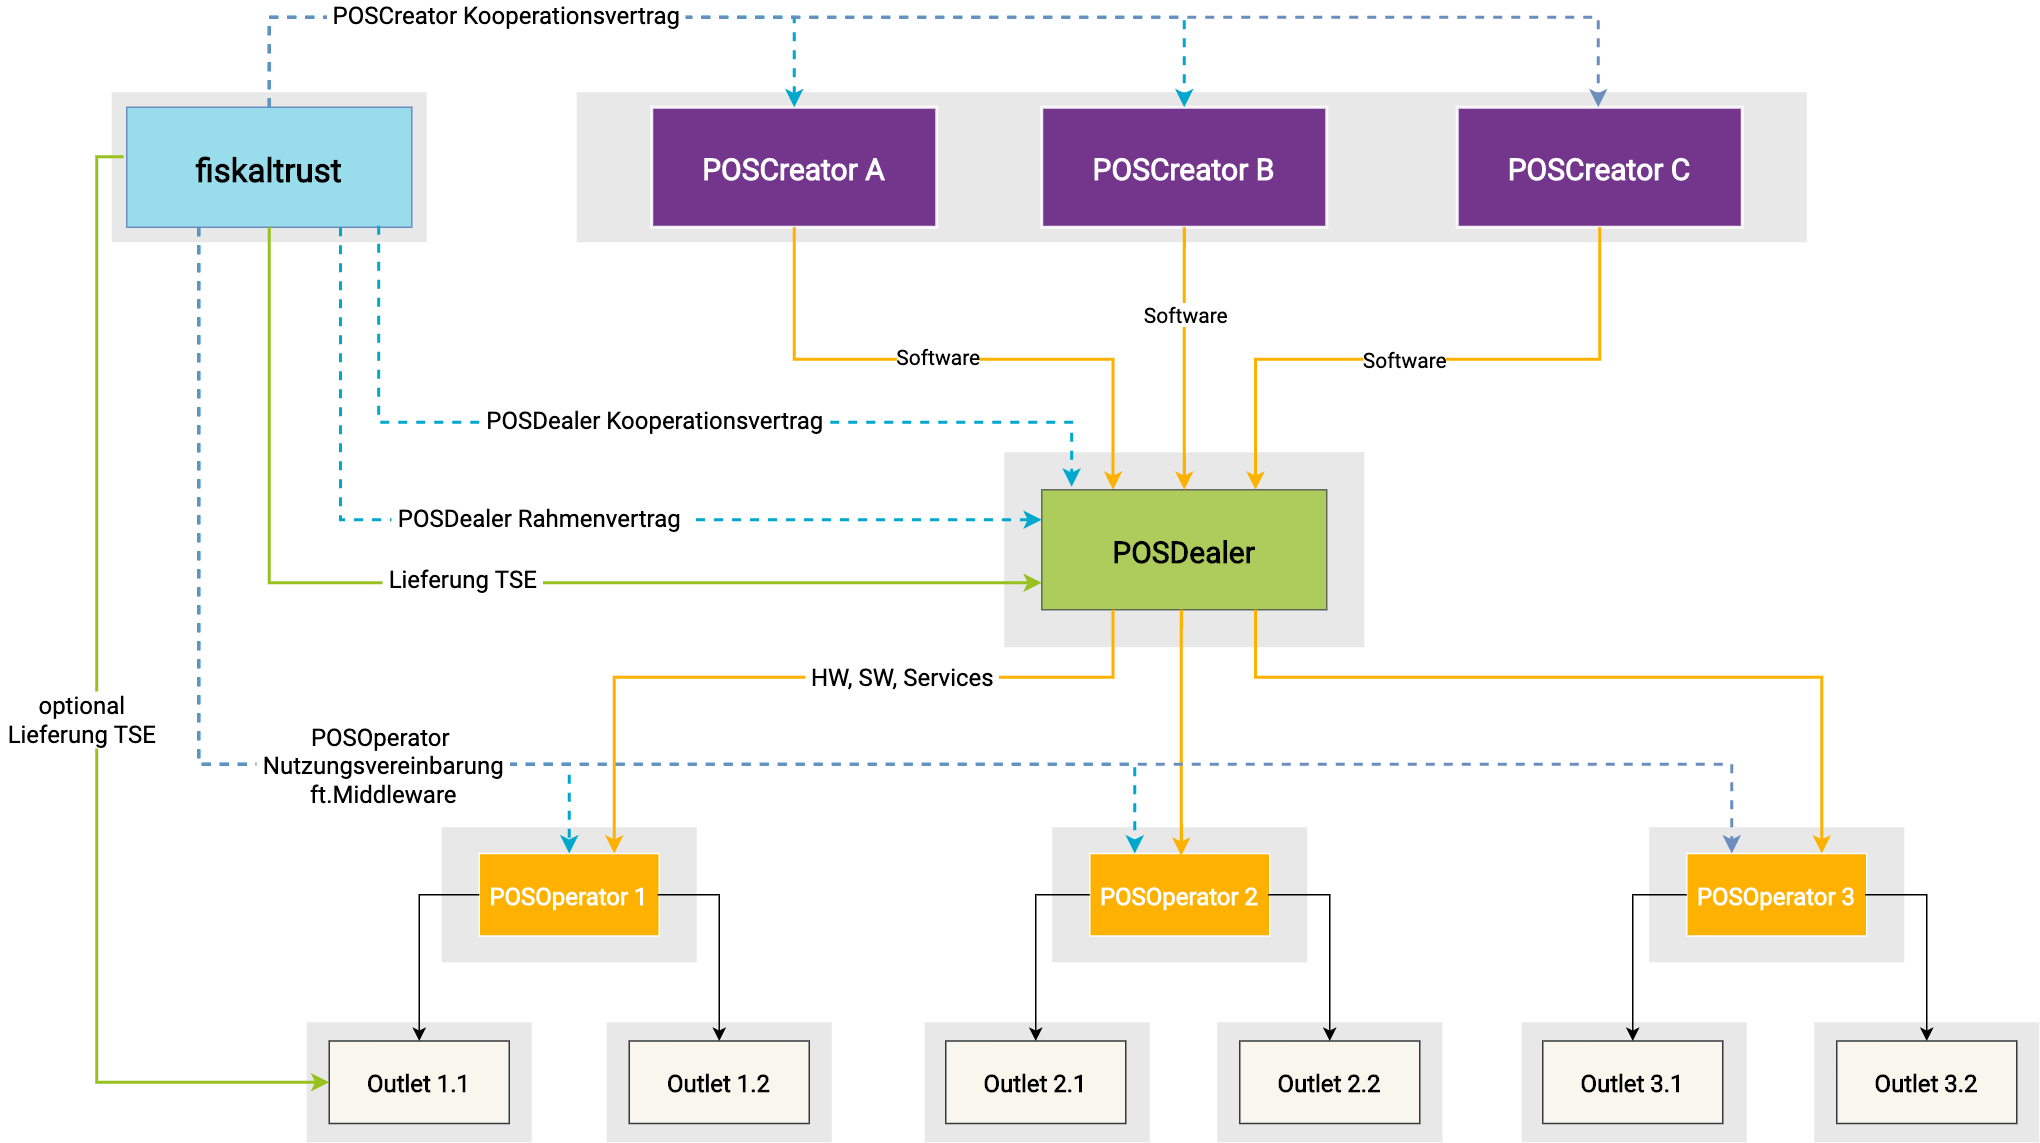 POSCreator Kooperationsvertrag
fiskaltrust
POSCreator A
POSCreator B
POSCreator C
Software
Software
Software
POSDealer Kooperationsvertrag
POSDealer Rahmenvertrag
POSDealer
Lieferung TSE
HW, SW, Services
optional
Lieferung TSE
POSOperator
Nutzungsvereinbarung
ft.Middleware
POSOperator 1
POSOperator 2
POSOperator 3
Outlet 1.1
Outlet 1.2
Outlet 2.1
Outlet 2.2
Outlet 3.1
Outlet 3.2